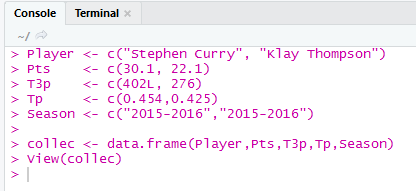 Console Terminal ×
~/
> Player <- c("Stephen Curry", "Klay Thompson")
> Pts    <- c(30.1, 22.1)
> T3p    <- c(402L, 276)
> Tp     <- c(0.454,0.425)
> Season <- c("2015-2016","2015-2016")
>
> collec <- data.frame(Player,Pts,T3p,Tp,Season)
> View(collec)
>